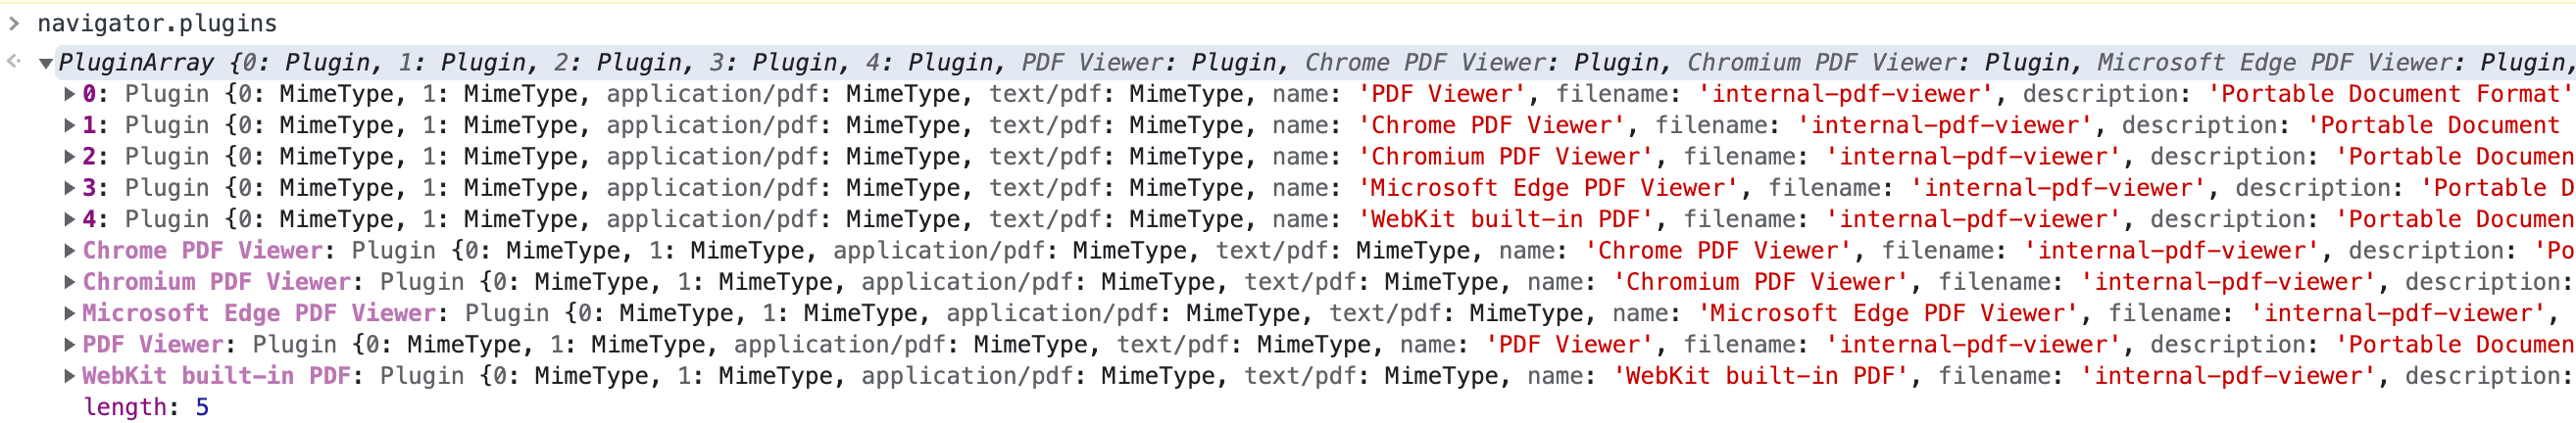 > navigator.plugins
PluginArray {0: Plugin, 1: Plugin, 2: Plugin, 3: Plugin, 4: Plugin, PDF Viewer: Plugin, Chrome PDF Viewer: Plugin, Chromium PDF Viewer: Plugin, Microsoft Edge PDF Viewer: Plugin,
0: Plugin {0: MimeType, 1: MimeType, application/pdf: MimeType, text/pdf: MimeType, name: 'PDF Viewer', filename: 'internal-pdf-viewer', description: 'Portable Document Format'
1: Plugin {0: MimeType, 1: MimeType, application/pdf: MimeType, text/pdf: MimeType, name: 'Chrome PDF Viewer', filename: 'internal-pdf-viewer', description: 'Portable Document
2: Plugin {0: MimeType, 1: MimeType, application/pdf: MimeType, text/pdf: MimeType, name: 'Chromium PDF Viewer', filename: 'internal-pdf-viewer', description: 'Portable Documen
3: Plugin {0: MimeType, 1: MimeType, application/pdf: MimeType, text/pdf: MimeType, name: 'Microsoft Edge PDF Viewer', filename: 'internal-pdf-viewer', description: 'Portable D
4: Plugin {0: MimeType, 1: MimeType, application/pdf: MimeType, text/pdf: MimeType, name: 'WebKit built-in PDF', filename: 'internal-pdf-viewer', description: 'Portable Documen
Chrome PDF Viewer: Plugin {0: MimeType, 1: MimeType, application/pdf: MimeType, text/pdf: MimeType, name: 'Chrome PDF Viewer', filename: 'internal-pdf-viewer', description: 'Po
Chromium PDF Viewer: Plugin {0: MimeType, 1: MimeType, application/pdf: MimeType, text/pdf: MimeType, name: 'Chromium PDF Viewer', filename: 'internal-pdf-viewer', description:
Microsoft Edge PDF Viewer: Plugin {0: MimeType, 1: MimeType, application/pdf: MimeType, text/pdf: MimeType, name: 'Microsoft Edge PDF Viewer', filename: 'internal-pdf-viewer',
PDF Viewer: Plugin {0: MimeType, 1: MimeType, application/pdf: MimeType, text/pdf: MimeType, name: 'PDF Viewer', filename: 'internal-pdf-viewer', description: 'Portable Documen
WebKit built-in PDF: Plugin {0: MimeType, 1: MimeType, application/pdf: MimeType, text/pdf: MimeType, name: 'WebKit built-in PDF', filename: 'internal-pdf-viewer', description:
length: 5